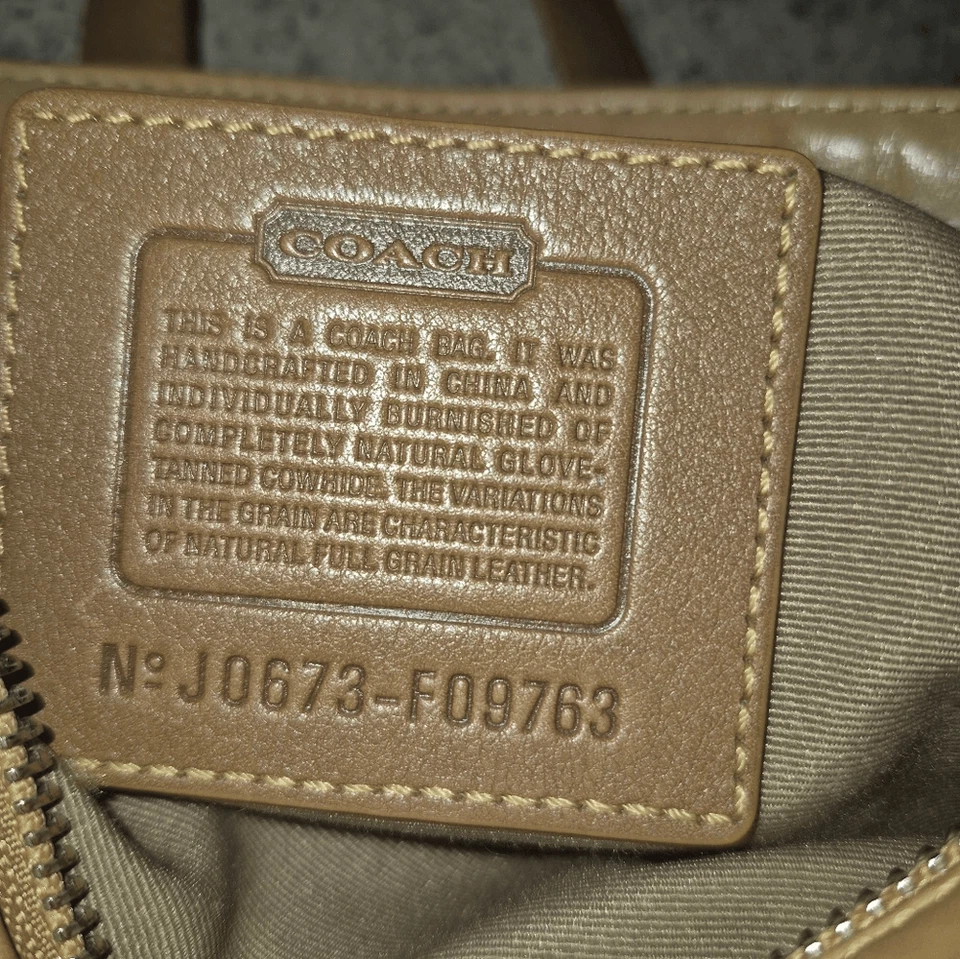 COACH
THIS IS A COACH BAG. IT WAS
HANDCRAFTED IN CHINA AND
INDIVIDUALLY BURNISHED OF
COMPLETELY NATURAL GLOVE-
TANNED COWHIDE. THE VARIATIONS
IN THE GRAIN ARE CHARACTERISTIC
OF NATURAL FULL GRAIN LEATHER.
Nº J0673-F09763